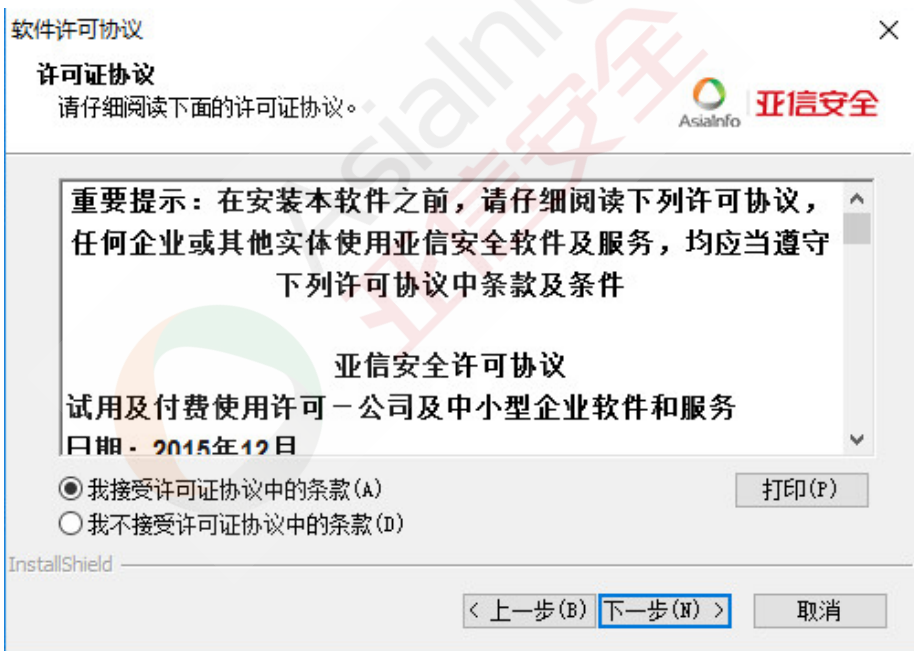 软件许可协议
许可证协议
请仔细阅读下面的许可证协议。
AsiaInfo 亚信安全
重要提示：在安装本软件之前，请仔细阅读下列许可协议，
任何企业或其他实体使用亚信安全软件及服务，均应当遵守
下列许可协议中条款及条件
亚信安全许可协议
试用及付费使用许可－公司及中小型企业软件和服务
日期：2015年12月
我接受许可证协议中的条款(A)
打印(P)
我不接受许可证协议中的条款(D)
InstallShield
< 上一步(B) 下一步(N) > 取消
AsiaInfo
亚信安全